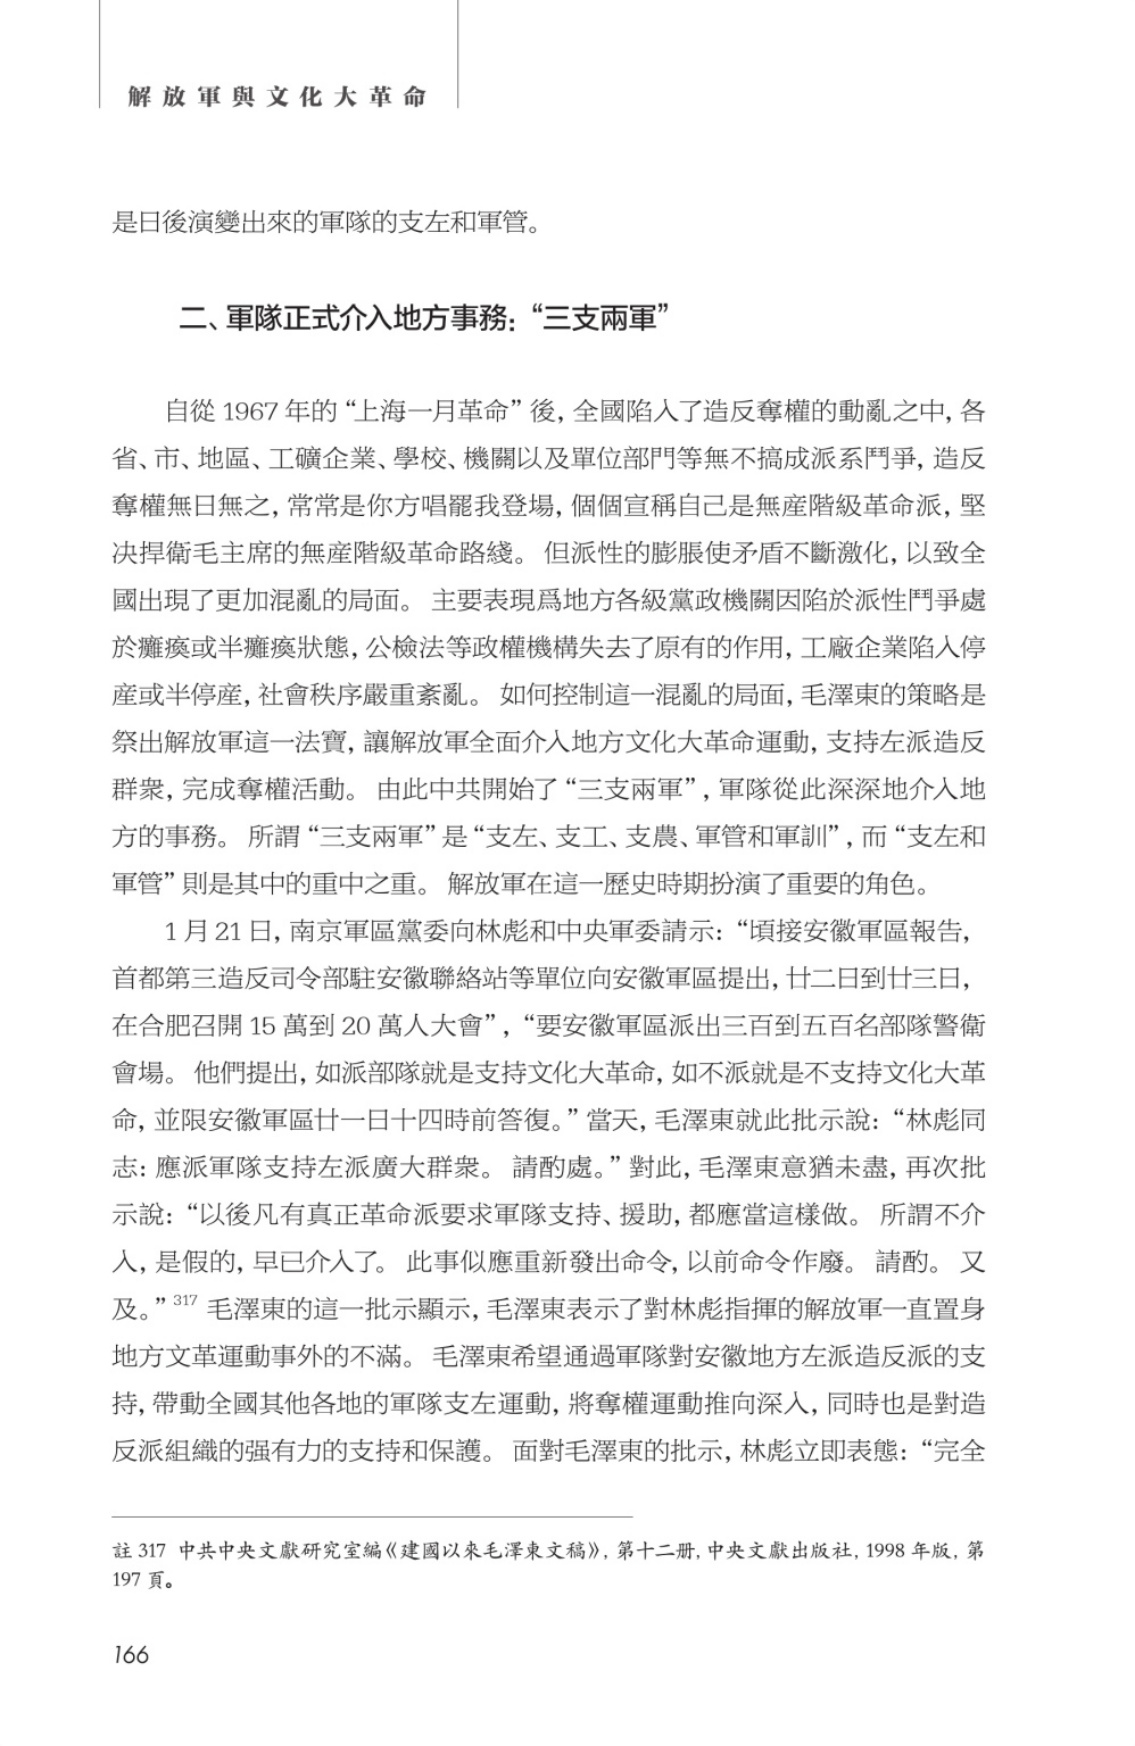 解放軍與文化大革命
是日後演變出來的軍隊的支左和軍管。
二、軍隊正式介入地方事務：“三支兩軍”
自從 1967 年的“上海一月革命”後，全國陷入了造反奪權的動亂之中，各
省、市、地區、工礦企業、學校、機關以及單位部門等無不搞成派系鬥爭，造反
奪權無日無之，常常是你方唱罷我登場，個個宣稱自己是無産階級革命派，堅
决捍衛毛主席的無産階級革命路綫。但派性的膨脹使矛盾不斷激化，以致全
國出現了更加混亂的局面。主要表現爲地方各級黨政機關因陷於派性鬥爭處
於癱瘓或半癱瘓狀態，公檢法等政權機構失去了原有的作用，工廠企業陷入停
産或半停産，社會秩序嚴重紊亂。如何控制這一混亂的局面，毛澤東的策略是
祭出解放軍這一法寶，讓解放軍全面介入地方文化大革命運動，支持左派造反
群衆，完成奪權活動。由此中共開始了“三支兩軍”，軍隊從此深深地介入地
方的事務。所謂“三支兩軍”是“支左、支工、支農、軍管和軍訓”，而“支左和
軍管”則是其中的重中之重。解放軍在這一歷史時期扮演了重要的角色。
1 月 21 日，南京軍區黨委向林彪和中央軍委請示：“頃接安徽軍區報告，
首都第三造反司令部駐安徽聯絡站等單位向安徽軍區提出，廿二日到廿三日，
在合肥召開 15 萬到 20 萬人大會”，“要安徽軍區派出三百到五百名部隊警衛
會場。他們提出，如派部隊就是支持文化大革命，如不派就是不支持文化大革
命，並限安徽軍區廿一日十四時前答復。”當天，毛澤東就此批示說：“林彪同
志：應派軍隊支持左派廣大群衆。請酌處。”對此，毛澤東意猶未盡，再次批
示說：“以後凡有真正革命派要求軍隊支持、援助，都應當這樣做。所謂不介
入，是假的，早已介入了。此事似應重新發出命令，以前命令作廢。請酌。又
及。”317 毛澤東的這一批示顯示，毛澤東表示了對林彪指揮的解放軍一直置身
地方文革運動事外的不滿。毛澤東希望通過軍隊對安徽地方左派造反派的支
持，帶動全國其他各地的軍隊支左運動，將奪權運動推向深入，同時也是對造
反派組織的强有力的支持和保護。面對毛澤東的批示，林彪立即表態：“完全
註 317 中共中央文獻研究室編《建國以來毛澤東文稿》，第十二册，中央文獻出版社，1998 年版，第
197 頁。
166